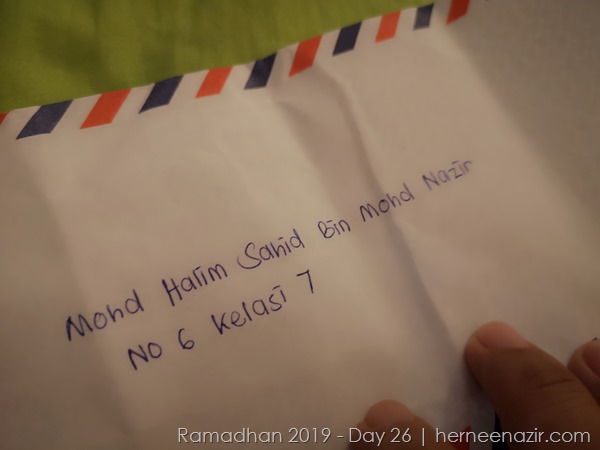 Mohd Halim Sahid Bin Mohd Nazir
No 6 Kelasi 7
Ramadhan 2019 - Day 26 | herneenazir.com